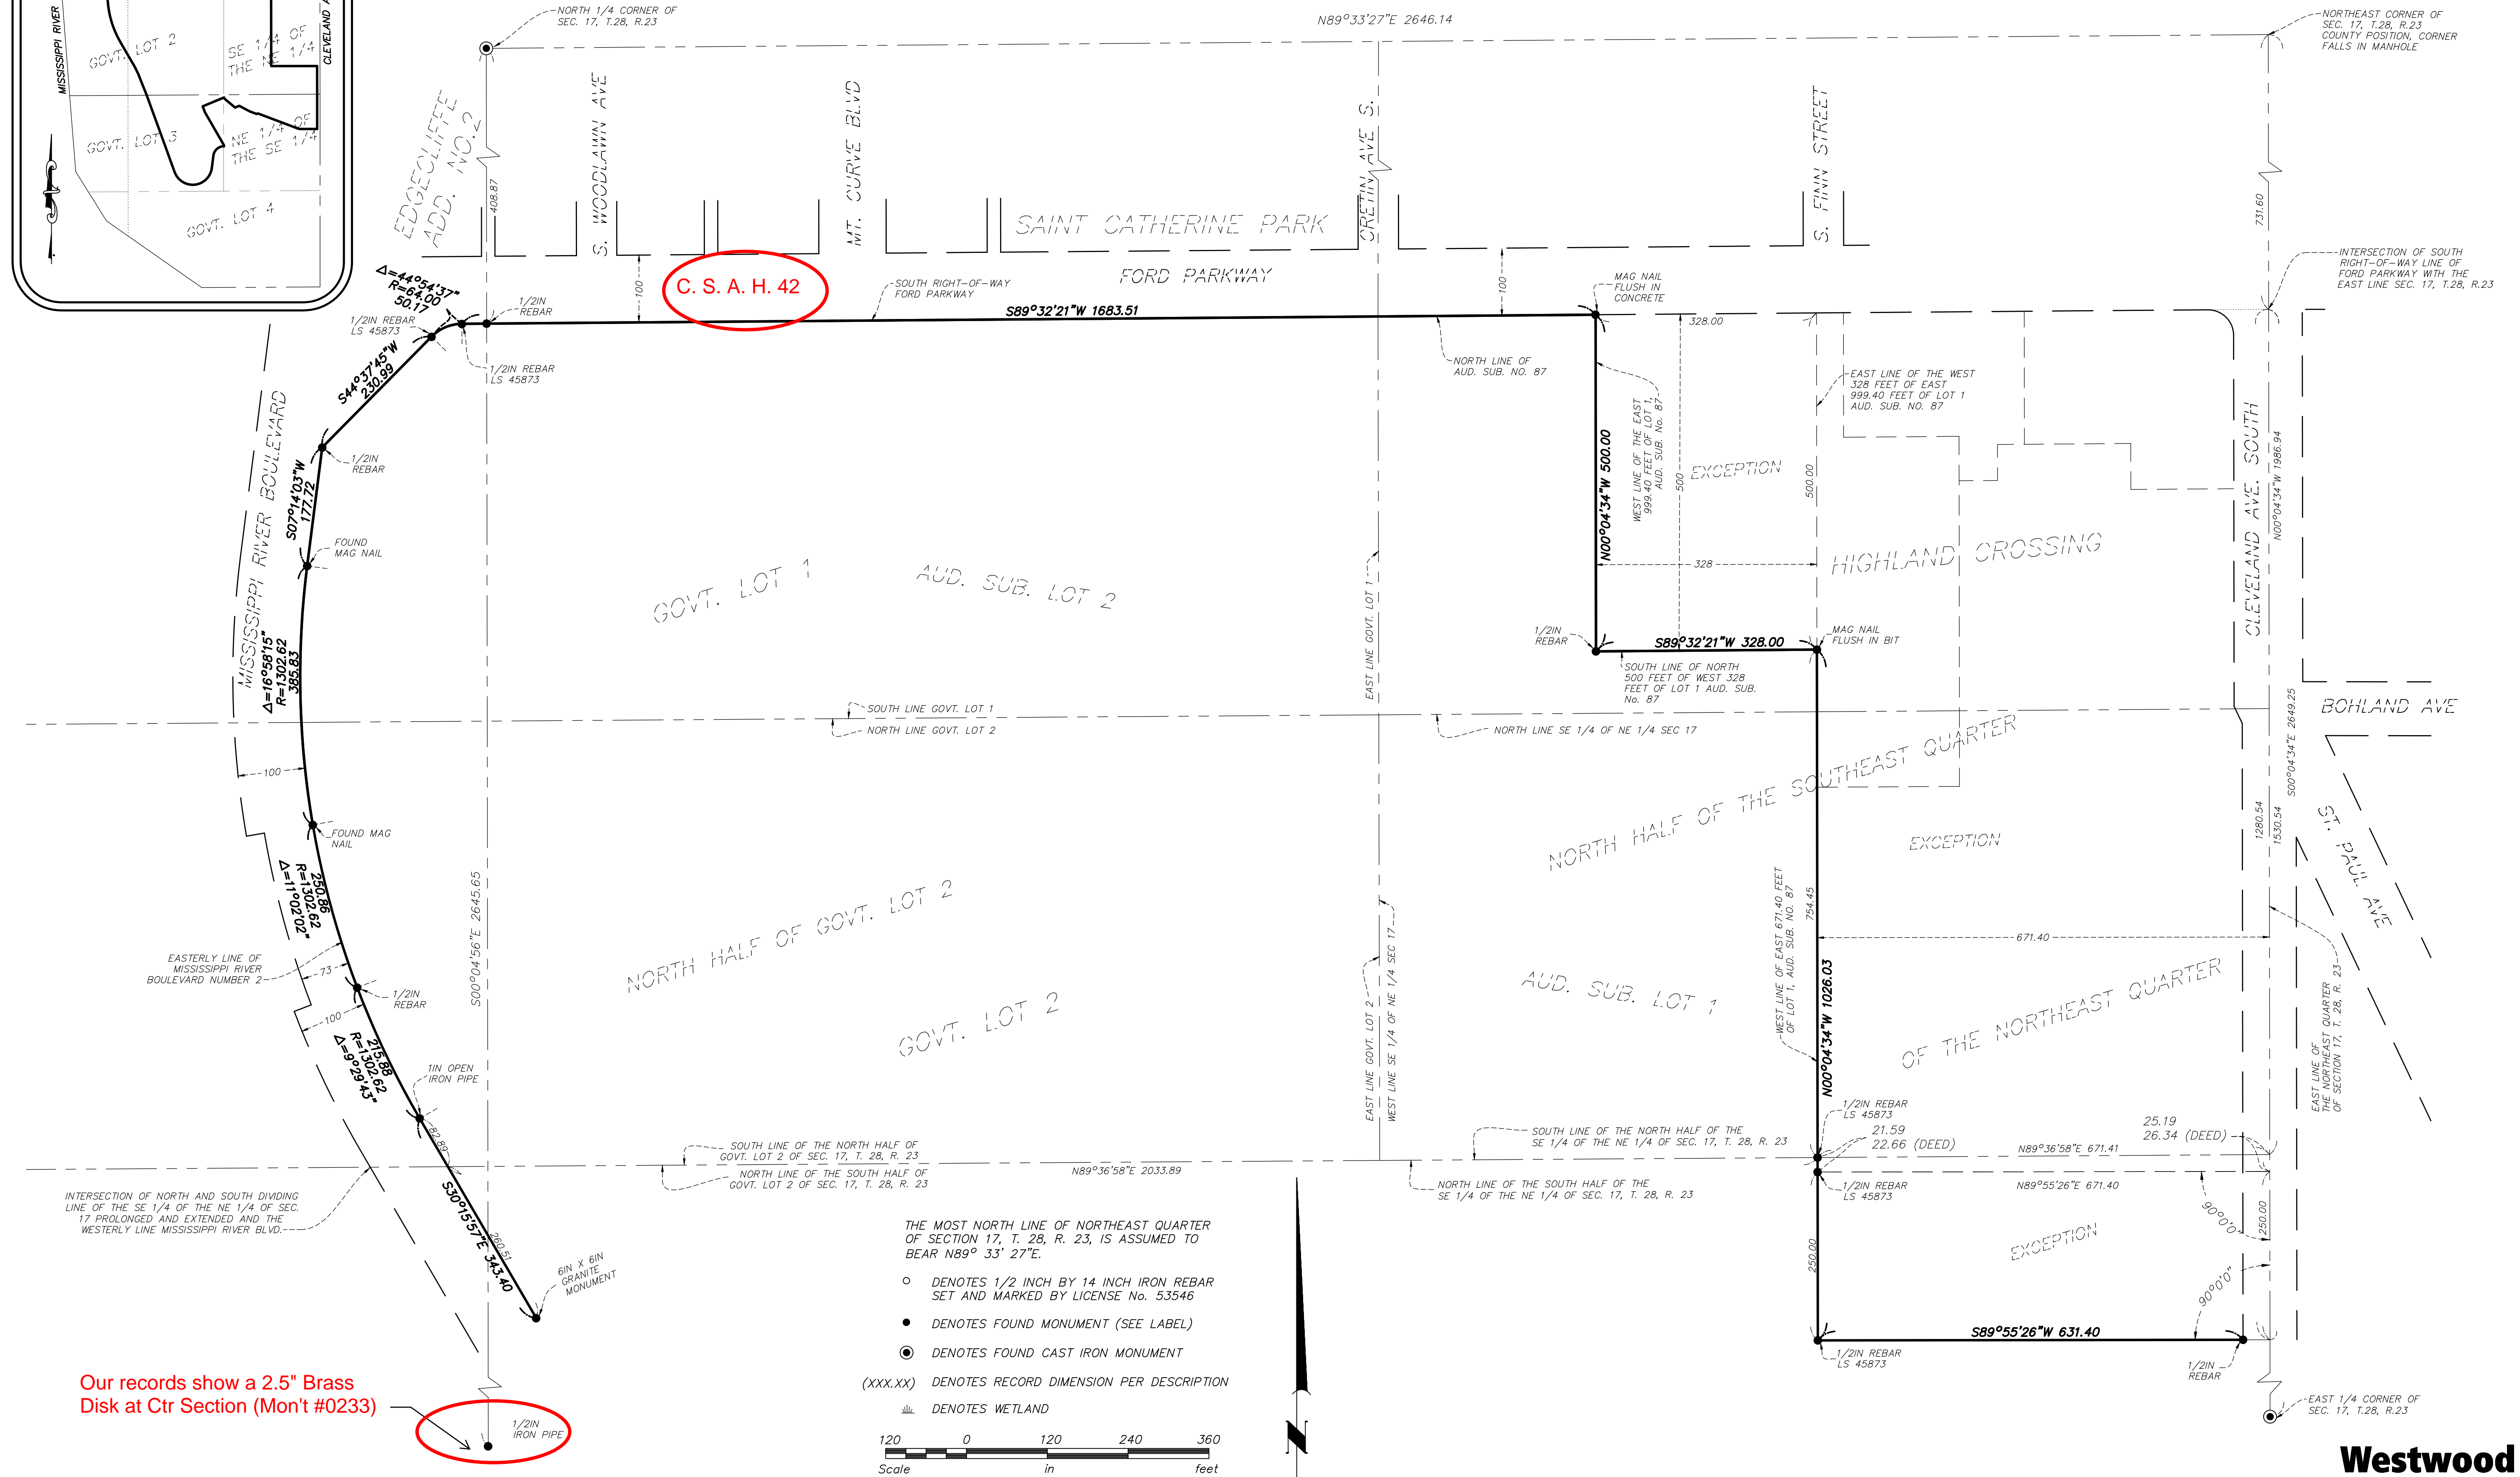 MISSISSIPPI RIVER
GOVT. LOT 2
SE 1/4 OF
THE NE 1/4
GOVT. LOT 3
NE 1/4 OF
THE SE 1/4
GOVT. LOT 4
NORTH 1/4 CORNER OF
SEC. 17, T.28, R.23
N89°33'27"E 2646.14
NORTHEAST CORNER OF
SEC. 17, T.28, R.23
COUNTY POSITION, CORNER
FALLS IN MANHOLE
EDGECLIFFE
ADD. NO.2
408.87
S. WOODLAWN AVE
MT. CURVE BLVD
SAINT CATHERINE PARK
CRETIN AVE S.
S. FINN STREET
731.60
INTERSECTION OF SOUTH
RIGHT-OF-WAY LINE OF
FORD PARKWAY WITH THE
EAST LINE SEC. 17, T.28, R.23
Δ=44°54'37"
R=64.00
50.17
1/2IN REBAR
LS 45873
1/2IN
REBAR
1/2IN REBAR
LS 45873
100
C. S. A. H. 42
SOUTH RIGHT-OF-WAY
FORD PARKWAY
FORD PARKWAY
S89°32'21"W 1683.51
100
MAG NAIL
FLUSH IN
CONCRETE
328.00
NORTH LINE OF
AUD. SUB. NO. 87
S44°37'45"W
230.99
1/2IN
REBAR
S07°14'03"W
177.72
FOUND
MAG NAIL
MISSISSIPPI RIVER BOULEVARD
Δ=16°58'15"
R=1302.62
385.83
GOVT. LOT 1
AUD. SUB. LOT 2
EAST LINE GOVT. LOT 1
N00°04'34"W 500.00
WEST LINE OF THE EAST
999.40 FEET OF LOT 1,
AUD. SUB. No. 87
500
EXCEPTION
500.00
EAST LINE OF THE WEST
328 FEET OF EAST
999.40 FEET OF LOT 1
AUD. SUB. NO. 87
328
HIGHLAND CROSSING
CLEVELAND AVE. SOUTH
N00°04'34"W 1986.94
1/2IN
REBAR
S89°32'21"W 328.00
MAG NAIL
FLUSH IN BIT
SOUTH LINE OF NORTH
500 FEET OF WEST 328
FEET OF LOT 1 AUD. SUB.
No. 87
SOUTH LINE GOVT. LOT 1
NORTH LINE GOVT. LOT 2
NORTH LINE SE 1/4 OF NE 1/4 SEC 17
BOHLAND AVE
S00°04'34"E 2649.25
1280.54
1530.54
ST. PAUL AVE
NORTH HALF OF THE SOUTHEAST QUARTER
EXCEPTION
100
FOUND MAG
NAIL
250.86
R=1302.62
Δ=11°02'02"
S00°04'56"E 2645.65
EASTERLY LINE OF
MISSISSIPPI RIVER
BOULEVARD NUMBER 2
73
1/2IN
REBAR
100
215.88
R=1302.62
Δ=9°29'43"
1IN OPEN
IRON PIPE
NORTH HALF OF GOVT. LOT 2
GOVT. LOT 2
EAST LINE GOVT. LOT 2
WEST LINE SE 1/4 OF NE 1/4 SEC 17
AUD. SUB. LOT 1
WEST LINE OF EAST 671.40 FEET
OF LOT 1, AUD. SUB. NO. 87
754.45
N00°04'34"W 1026.03
671.40
OF THE NORTHEAST QUARTER
EAST LINE OF
THE NORTHEAST QUARTER
OF SECTION 17, T. 28, R. 23
1/2IN REBAR
LS 45873
21.59
22.66 (DEED)
25.19
26.34 (DEED)
N89°36'58"E 671.41
1/2IN REBAR
LS 45873
N89°55'26"E 671.40
90°0'0"
250.00
EXCEPTION
250.00
90°0'0"
S89°55'26"W 631.40
1/2IN REBAR
LS 45873
1/2IN
REBAR
EAST 1/4 CORNER OF
SEC. 17, T.28, R.23
SOUTH LINE OF THE NORTH HALF OF
GOVT. LOT 2 OF SEC. 17, T. 28, R. 23
NORTH LINE OF THE SOUTH HALF OF
GOVT. LOT 2 OF SEC. 17, T. 28, R. 23
N89°36'58"E 2033.89
SOUTH LINE OF THE NORTH HALF OF THE
SE 1/4 OF THE NE 1/4 OF SEC. 17, T. 28, R. 23
NORTH LINE OF THE SOUTH HALF OF THE
SE 1/4 OF THE NE 1/4 OF SEC. 17, T. 28, R. 23
82.89
S30°15'57"E 343.40
260.51
6IN X 6IN
GRANITE
MONUMENT
INTERSECTION OF NORTH AND SOUTH DIVIDING
LINE OF THE SE 1/4 OF THE NE 1/4 OF SEC.
17 PROLONGED AND EXTENDED AND THE
WESTERLY LINE MISSISSIPPI RIVER BLVD.
THE MOST NORTH LINE OF NORTHEAST QUARTER
OF SECTION 17, T. 28, R. 23, IS ASSUMED TO
BEAR N89° 33' 27"E.
DENOTES 1/2 INCH BY 14 INCH IRON REBAR
SET AND MARKED BY LICENSE No. 53546
DENOTES FOUND MONUMENT (SEE LABEL)
DENOTES FOUND CAST IRON MONUMENT
(XXX.XX) DENOTES RECORD DIMENSION PER DESCRIPTION
DENOTES WETLAND
120 0 120 240 360
Scale in feet
N
Our records show a 2.5" Brass
Disk at Ctr Section (Mon't #0233)
1/2IN
IRON PIPE
Westwood